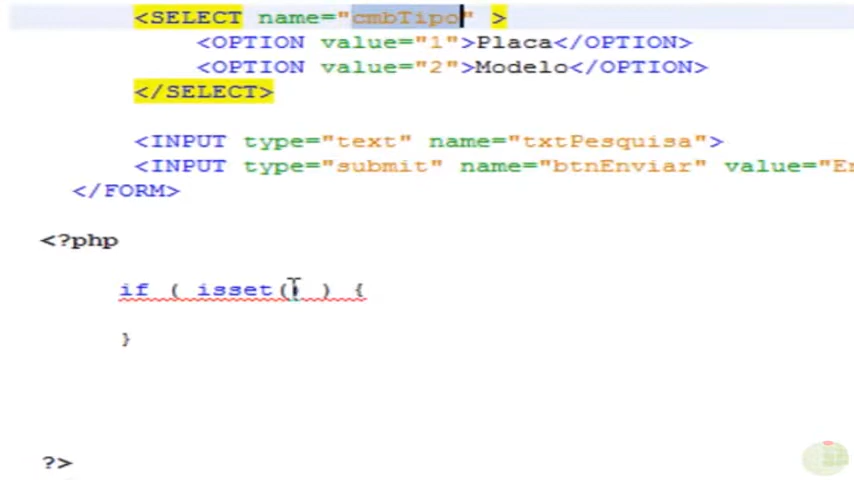 <SELECT name="cmbTipo" >
<OPTION value="1">Placa</OPTION>
<OPTION value="2">Modelo</OPTION>
</SELECT>
<INPUT type="text" name="txtPesquisa">
<INPUT type="submit" name="btnEnviar" value="En
</FORM>
<?php
if ( isset() ) {
}
?>